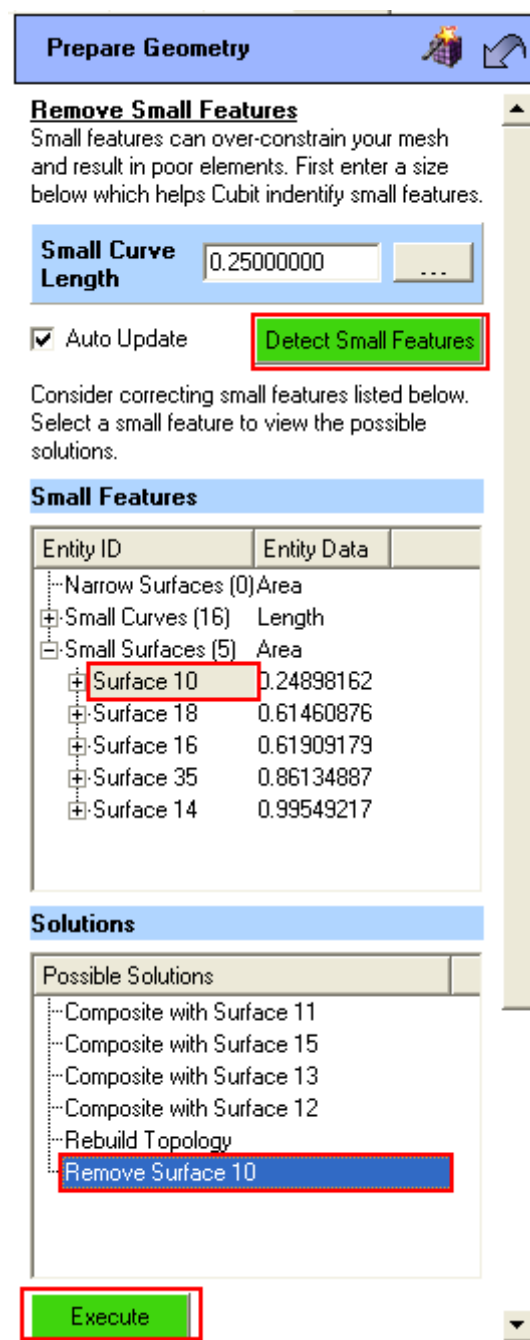 Prepare Geometry
Remove Small Features
Small features can over-constrain your mesh
and result in poor elements. First enter a size
below which helps Cubit indentify small features.
Small Curve
Length
0.25000000
...
Auto Update
Detect Small Features
Consider correcting small features listed below.
Select a small feature to view the possible
solutions.
Small Features
Entity ID Entity Data
Narrow Surfaces (0) Area
Small Curves (16) Length
Small Surfaces (5) Area
Surface 10 0.24898162
Surface 18 0.61460876
Surface 16 0.61909179
Surface 35 0.86134887
Surface 14 0.99549217
Solutions
Possible Solutions
Composite with Surface 11
Composite with Surface 15
Composite with Surface 13
Composite with Surface 12
Rebuild Topology
Remove Surface 10
Execute